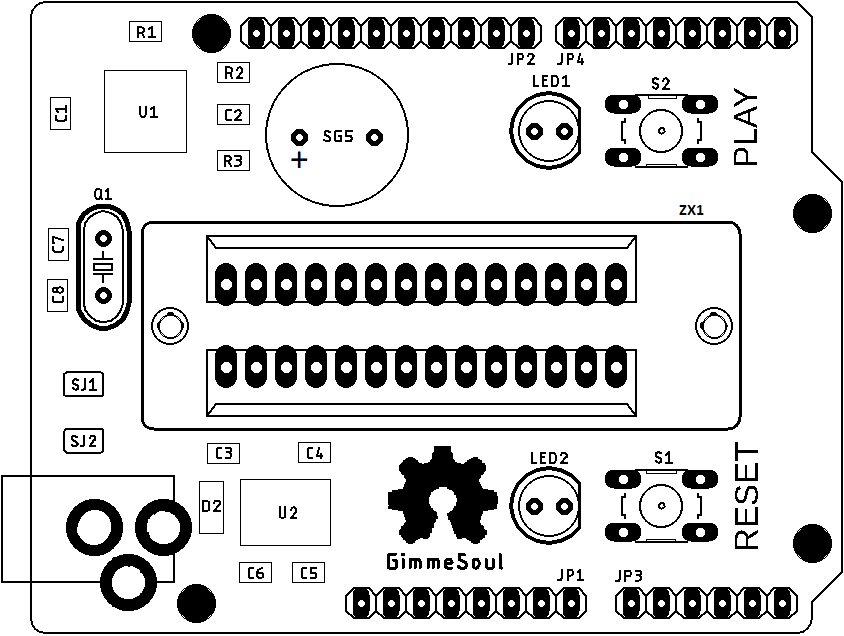 R1
JP2
JP4
R2
LED1
S2
C1
U1
C2
SG5
+
PLAY
R3
Q1
ZX1
C7
C8
SJ1
SJ2
C3
C4
LED2
S1
D2
U2
RESET
GimmeSoul
C6
C5
JP1
JP3